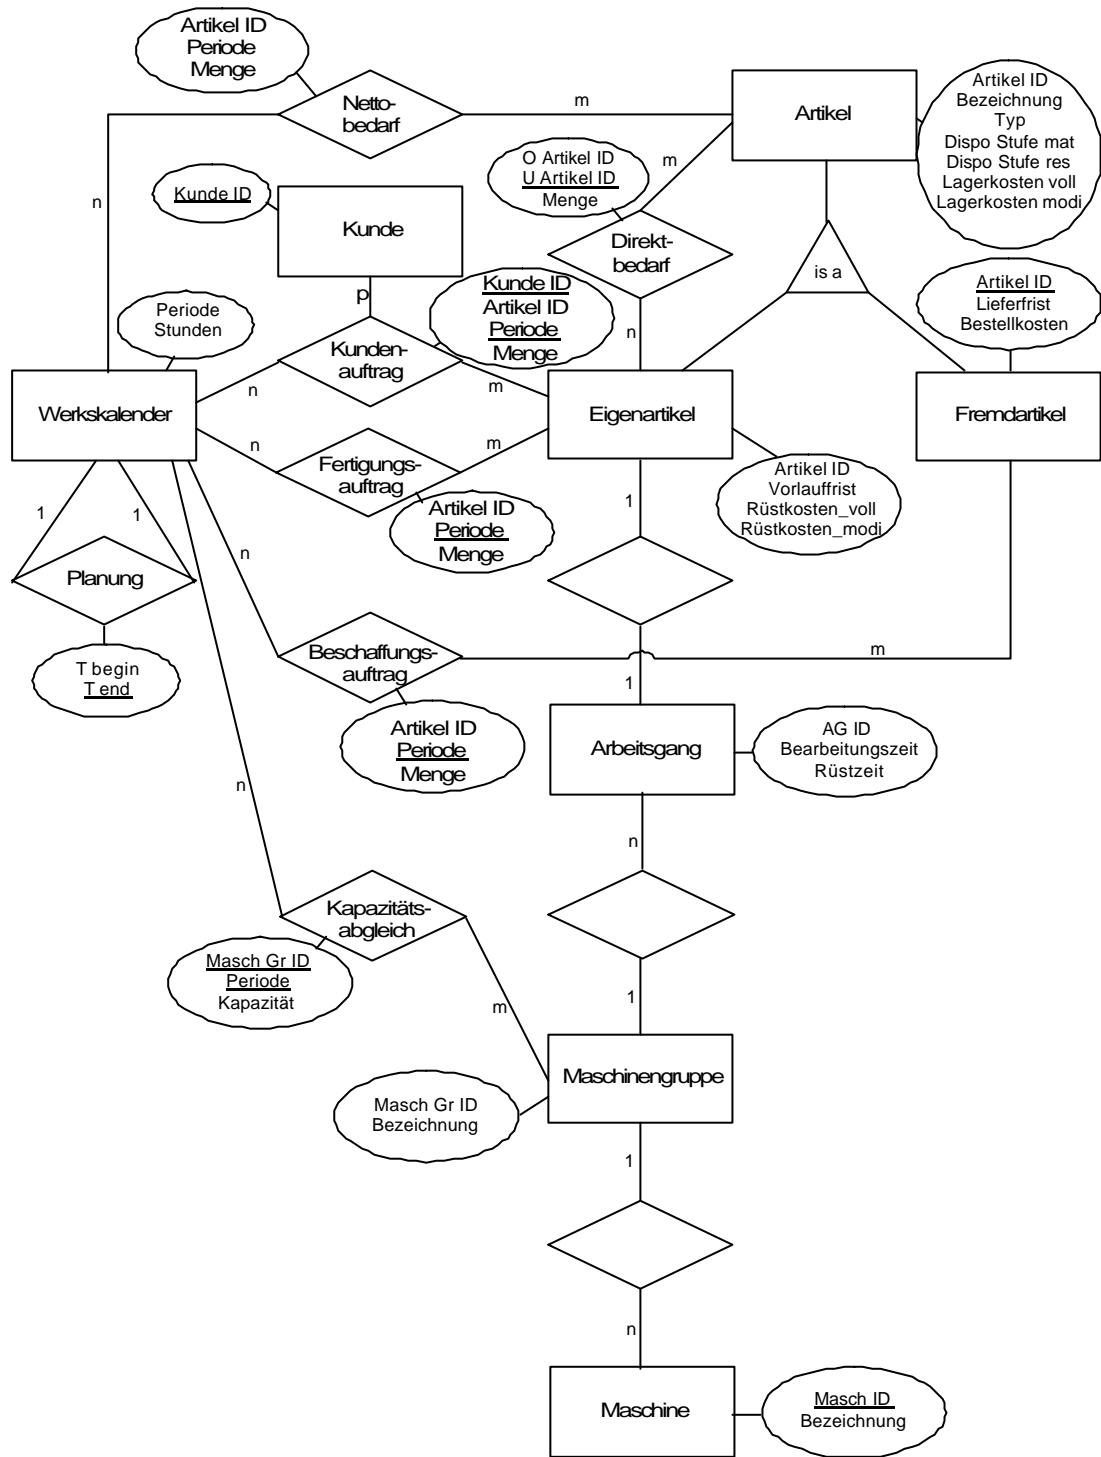 Artikel ID
Periode
Menge
Netto-
bedarf
m
Artikel
Artikel ID
Bezeichnung
Typ
Dispo Stufe mat
Dispo Stufe res
Lagerkosten voll
Lagerkosten modi
n
Kunde ID
Kunde
O Artikel ID
U Artikel ID
Menge
m
Direkt-
bedarf
is a
Artikel ID
Lieferfrist
Bestellkosten
p
Kunde ID
Artikel ID
Periode
Menge
Periode
Stunden
Kunden-
auftrag
n
m
n
Werkskalender
Eigenartikel
Fremdartikel
n
m
Fertigungs-
auftrag
Artikel ID
Periode
Menge
Artikel ID
Vorlauffrist
Rüstkosten_voll
Rüstkosten_modi
1
1
1
n
Planung
T begin
T end
Beschaffungs-
auftrag
m
Artikel ID
Periode
Menge
1
Arbeitsgang
AG ID
Bearbeitungszeit
Rüstzeit
n
n
Kapazitäts-
abgleich
Masch Gr ID
Periode
Kapazität
m
1
Maschinengruppe
Masch Gr ID
Bezeichnung
1
n
Maschine
Masch ID
Bezeichnung